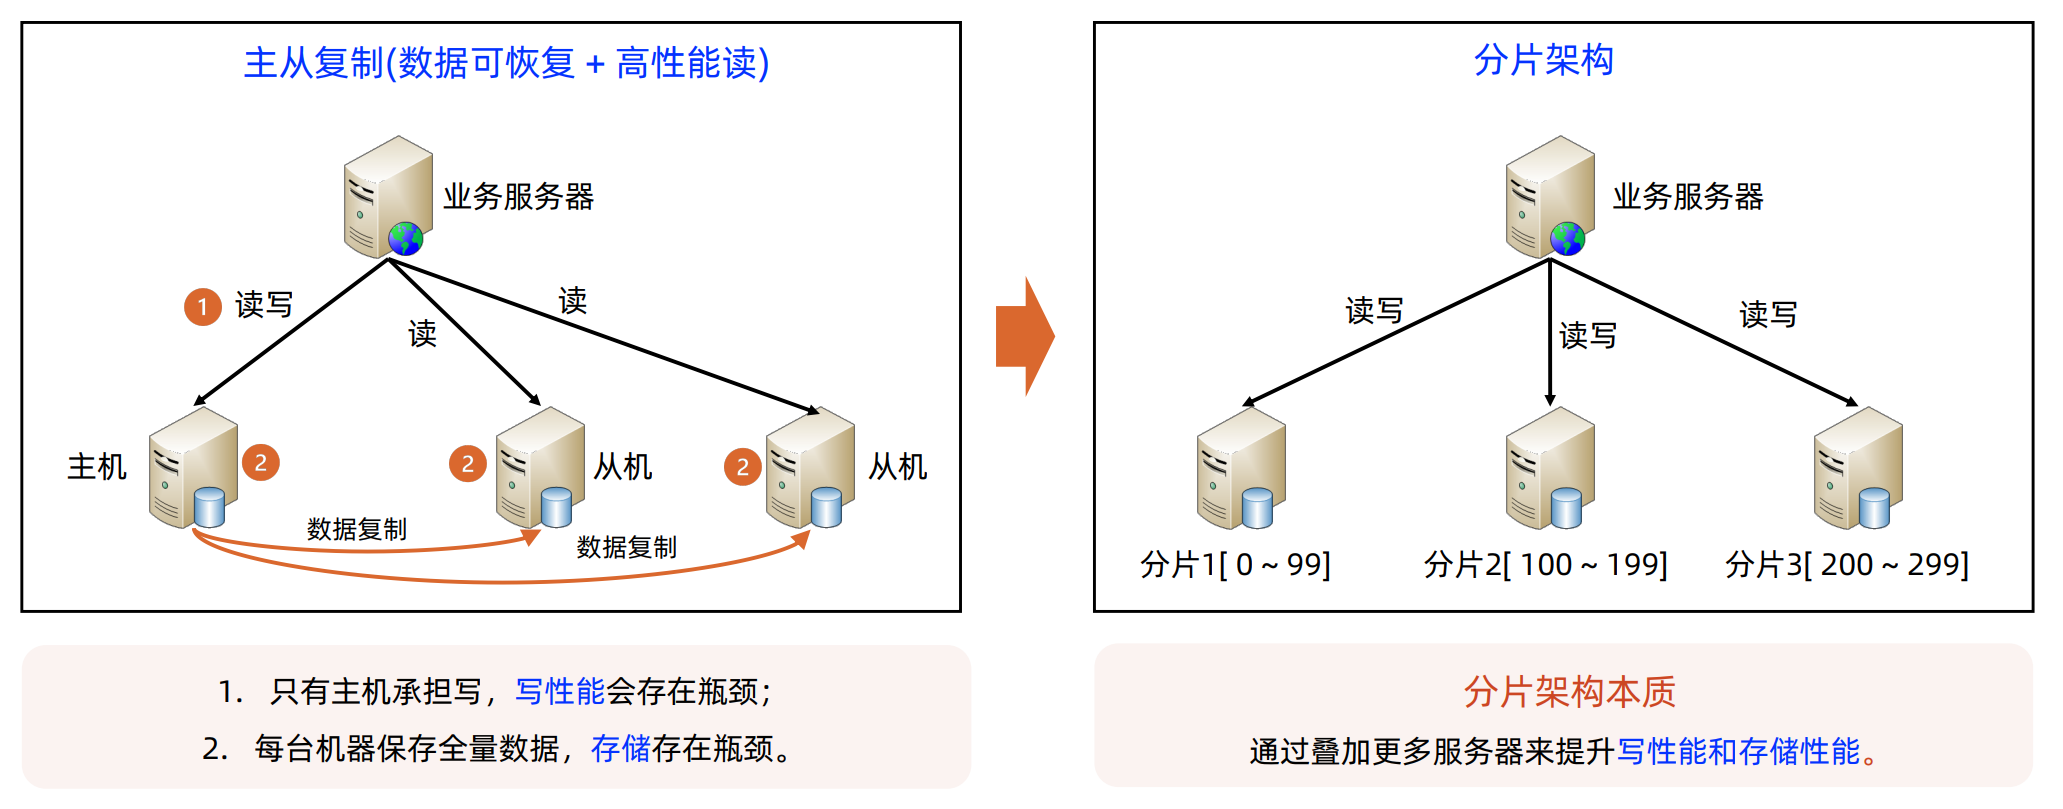 主从复制(数据可恢复 + 高性能读)
业务服务器
1 读写
读
读
主机
2
2
从机
2
从机
数据复制
数据复制
1. 只有主机承担写，写性能会存在瓶颈；
2. 每台机器保存全量数据，存储存在瓶颈。
分片架构
业务服务器
读写
读写
读写
分片1[ 0 ~ 99]
分片2[ 100 ~ 199]
分片3[ 200 ~ 299]
分片架构本质
通过叠加更多服务器来提升写性能和存储性能。